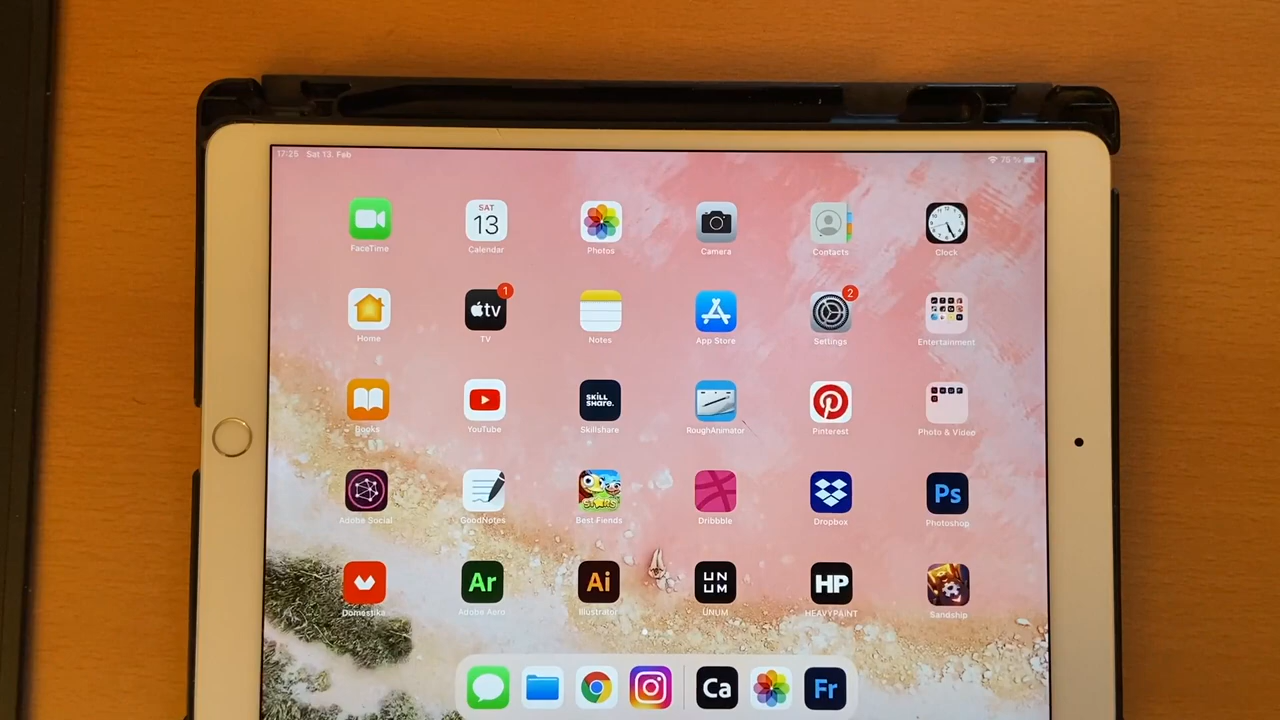 17:25 Sat 13. Feb
75 %
SAT
13
FaceTime
Calendar
Photos
Camera
Contacts
Clock
tv
1
2
Home
TV
Notes
App Store
Settings
Entertainment
SKILL
SHARE.
Books
YouTube
Skillshare
RoughAnimator
Pinterest
Photo & Video
STARS
Ps
Adobe Social
GoodNotes
Best Fiends
Dribbble
Dropbox
Photoshop
Ar
Ai
UN
UM
HP
Domestika
Adobe Aero
Illustrator
UNUM
HEAVYPAINT
Sandship
Ca
Fr